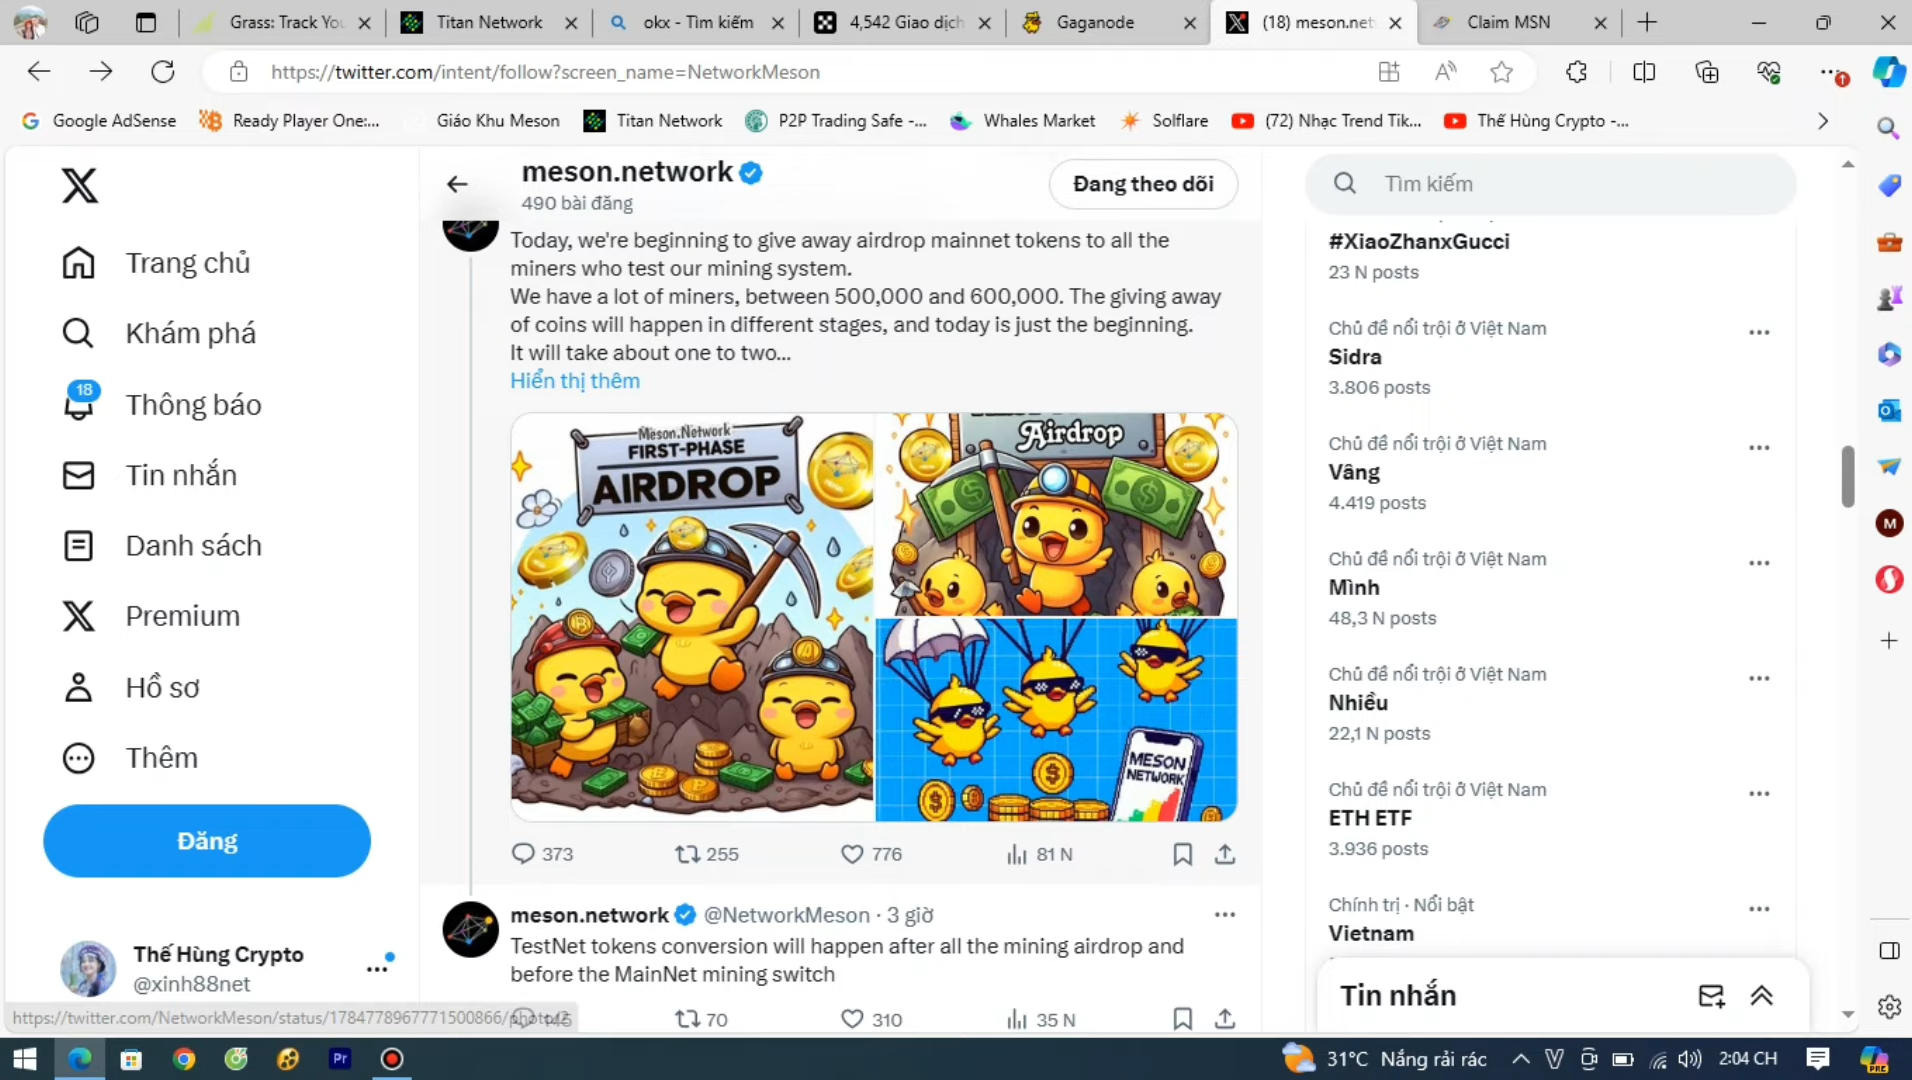 Grass: Track You
Titan Network
okx - Tìm kiếm
4,542 Giao dịch
Gaganode
(18) meson.net
Claim MSN
https://twitter.com/intent/follow?screen_name=NetworkMeson
Google AdSense
Ready Player One:...
Giáo Khu Meson
Titan Network
P2P Trading Safe -...
Whales Market
Solflare
(72) Nhạc Trend Tik...
Thế Hùng Crypto -...
Trang chủ
Khám phá
18
Thông báo
Tin nhắn
Danh sách
Premium
Hồ sơ
Thêm
Đăng
Thế Hùng Crypto
@xinh88net
meson.network
490 bài đăng
Đang theo dõi
Today, we're beginning to give away airdrop mainnet tokens to all the
miners who test our mining system.
We have a lot of miners, between 500,000 and 600,000. The giving away
of coins will happen in different stages, and today is just the beginning.
It will take about one to two...
Hiển thị thêm
Meson.Network
FIRST-PHASE
AIRDROP
Airdrop
MESON
NETWORK
373
255
776
81 N
meson.network @NetworkMeson · 3 giờ
TestNet tokens conversion will happen after all the mining airdrop and
before the MainNet mining switch
70
310
35 N
Tìm kiếm
#XiaoZhanxGucci
23 N posts
Chủ đề nổi trội ở Việt Nam
Sidra
3.806 posts
Chủ đề nổi trội ở Việt Nam
Vâng
4.419 posts
Chủ đề nổi trội ở Việt Nam
Mình
48,3 N posts
Chủ đề nổi trội ở Việt Nam
Nhiều
22,1 N posts
Chủ đề nổi trội ở Việt Nam
ETH ETF
3.936 posts
Chính trị · Nổi bật
Vietnam
Tin nhắn
M
https://twitter.com/NetworkMeson/status/1784778967771500866/photo/2
Pr
31°C Nắng rải rác
2:04 CH
PRE